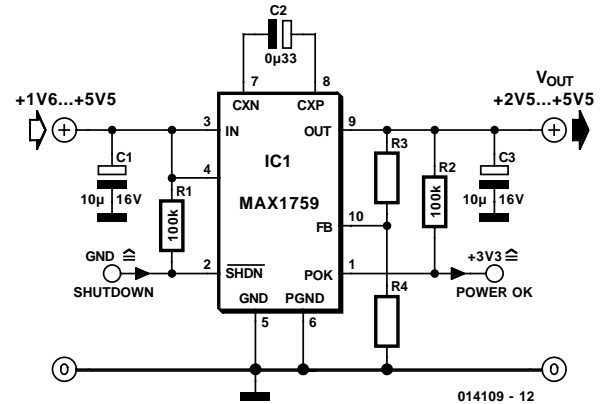 C2
0µ33
7
8
CXN
CXP
+1V6...+5V5
VOUT
+2V5...+5V5
3
IN
OUT
9
C1
10µ 16V
4
R1
100k
IC1
MAX1759
R3
R2
100k
C3
10µ 16V
FB
10
GND ≙
SHUTDOWN
2
SHDN
POK
1
+3V3 ≙
POWER OK
R4
GND
PGND
5
6
0
0
014109 - 12